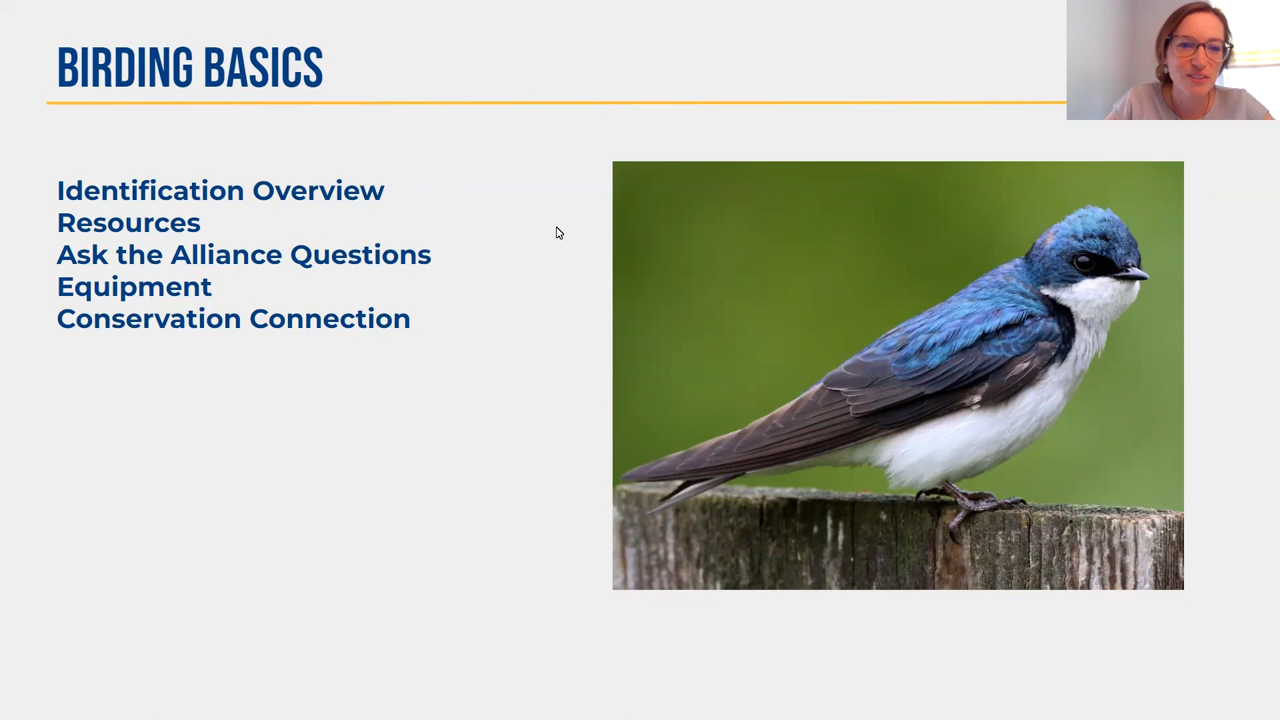 BIRDING BASICS
Identification Overview
Resources
Ask the Alliance Questions
Equipment
Conservation Connection